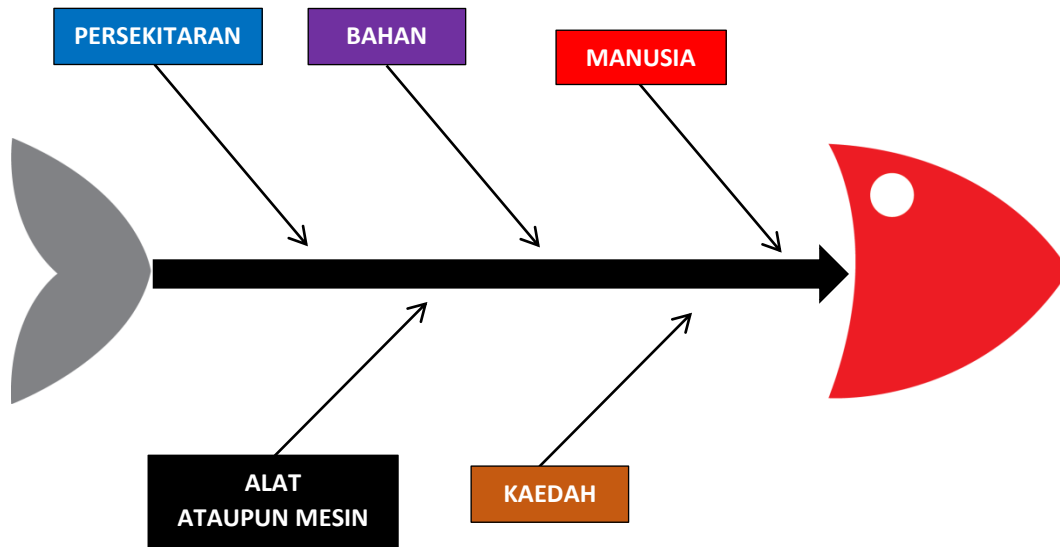 PERSEKITARAN
BAHAN
MANUSIA
ALAT
ATAUPUN MESIN
KAEDAH